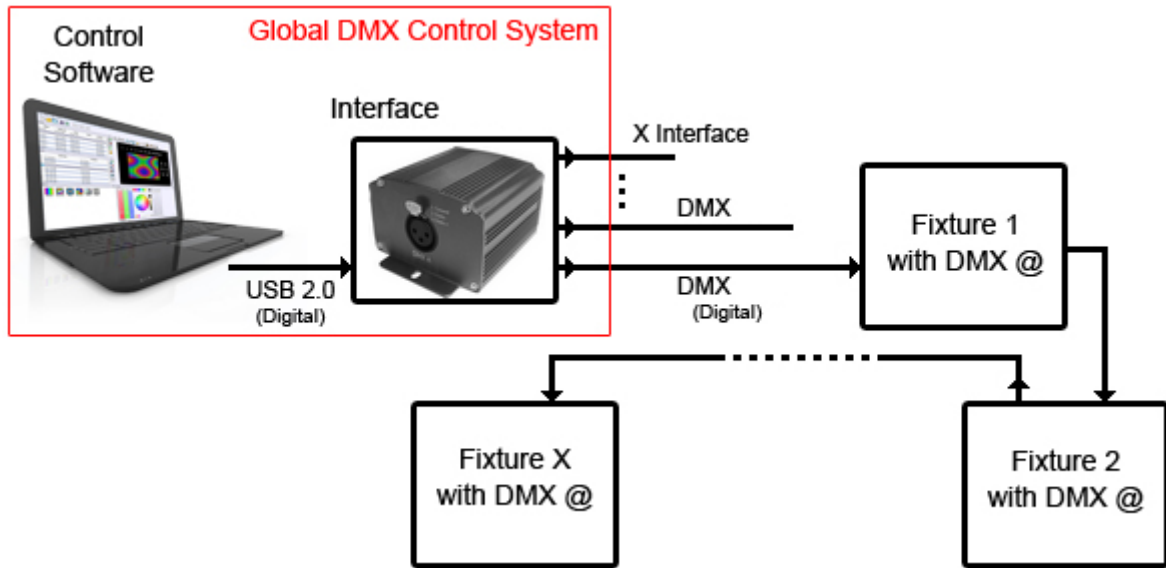 Global DMX Control System
Control
Software
Interface
X Interface
DMX
USB 2.0
(Digital)
DMX
(Digital)
Fixture 1
with DMX @
Fixture X
with DMX @
Fixture 2
with DMX @